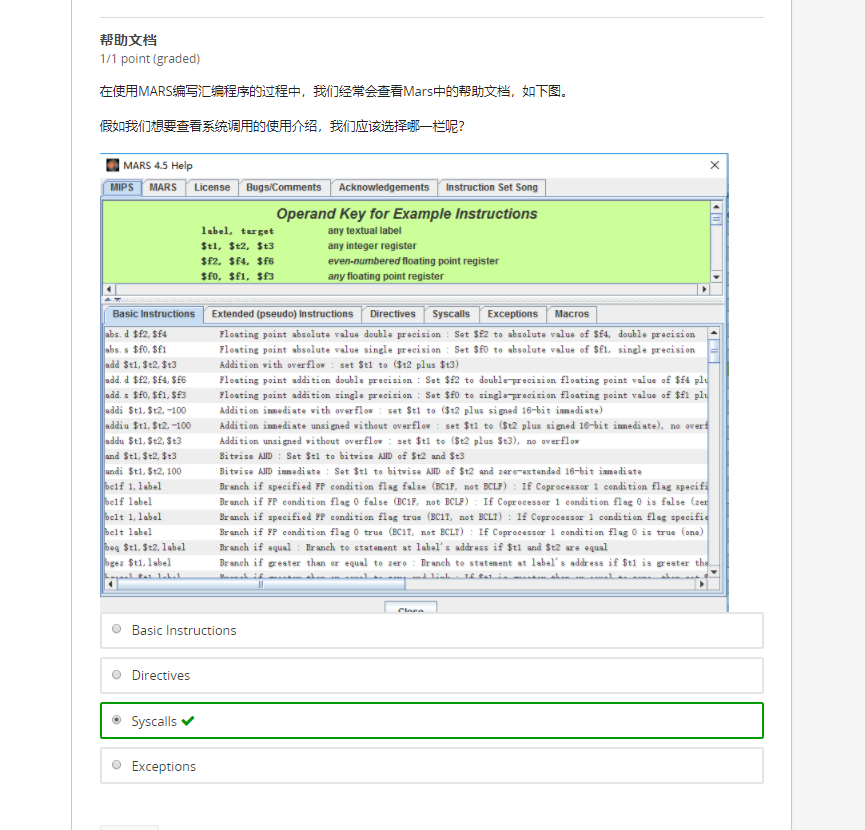 帮助文档
1/1 point (graded)
在使用MARS编写汇编程序的过程中，我们经常会查看Mars中的帮助文档，如下图。
假如我们想要查看系统调用的使用介绍，我们应该选择哪一栏呢?
MARS 4.5 Help
MIPS MARS License Bugs/Comments Acknowledgements Instruction Set Song
Operand Key for Example Instructions
label, target any textual label
$t1, $t2, $t3 any integer register
$f2, $f4, $f6 even-numbered floating point register
$f0, $f1, $f3 any floating point register
Basic Instructions Extended (pseudo) Instructions Directives Syscalls Exceptions Macros
abs.d $f2,$f4 Floating point absolute value double precision : Set $f2 to absolute value of $f4, double precision
abs.s $f0,$f1 Floating point absolute value single precision : Set $f0 to absolute value of $f1, single precision
add $t1,$t2,$t3 Addition with overflow : set $t1 to ($t2 plus $t3)
add.d $f2,$f4,$f6 Floating point addition double precision : Set $f2 to double-precision floating point value of $f4 plu
add.s $f0,$f1,$f3 Floating point addition single precision : Set $f0 to single-precision floating point value of $f1 plu
addi $t1,$t2,-100 Addition immediate with overflow : set $t1 to ($t2 plus signed 16-bit immediate)
addiu $t1,$t2,-100 Addition immediate unsigned without overflow : set $t1 to ($t2 plus signed 16-bit immediate), no overf
addu $t1,$t2,$t3 Addition unsigned without overflow : set $t1 to ($t2 plus $t3), no overflow
and $t1,$t2,$t3 Bitwise AND : Set $t1 to bitwise AND of $t2 and $t3
andi $t1,$t2,100 Bitwise AND immediate : Set $t1 to bitwise AND of $t2 and zero-extended 16-bit immediate
bc1f 1,label Branch if specified FP condition flag false (BC1F, not BCLF) : If Coprocessor 1 condition flag specifi
bc1f label Branch if FP condition flag 0 false (BC1F, not BCLF) : If Coprocessor 1 condition flag 0 is false (zer
bc1t 1,label Branch if specified FP condition flag true (BC1T, not BCLT) : If Coprocessor 1 condition flag specifie
bc1t label Branch if FP condition flag 0 true (BC1T, not BCLT) : If Coprocessor 1 condition flag 0 is true (one)
beq $t1,$t2,label Branch if equal : Branch to statement at label's address if $t1 and $t2 are equal
bgez $t1,label Branch if greater than or equal to zero : Branch to statement at label's address if $t1 is greater tha
Close
Basic Instructions
Directives
Syscalls
Exceptions